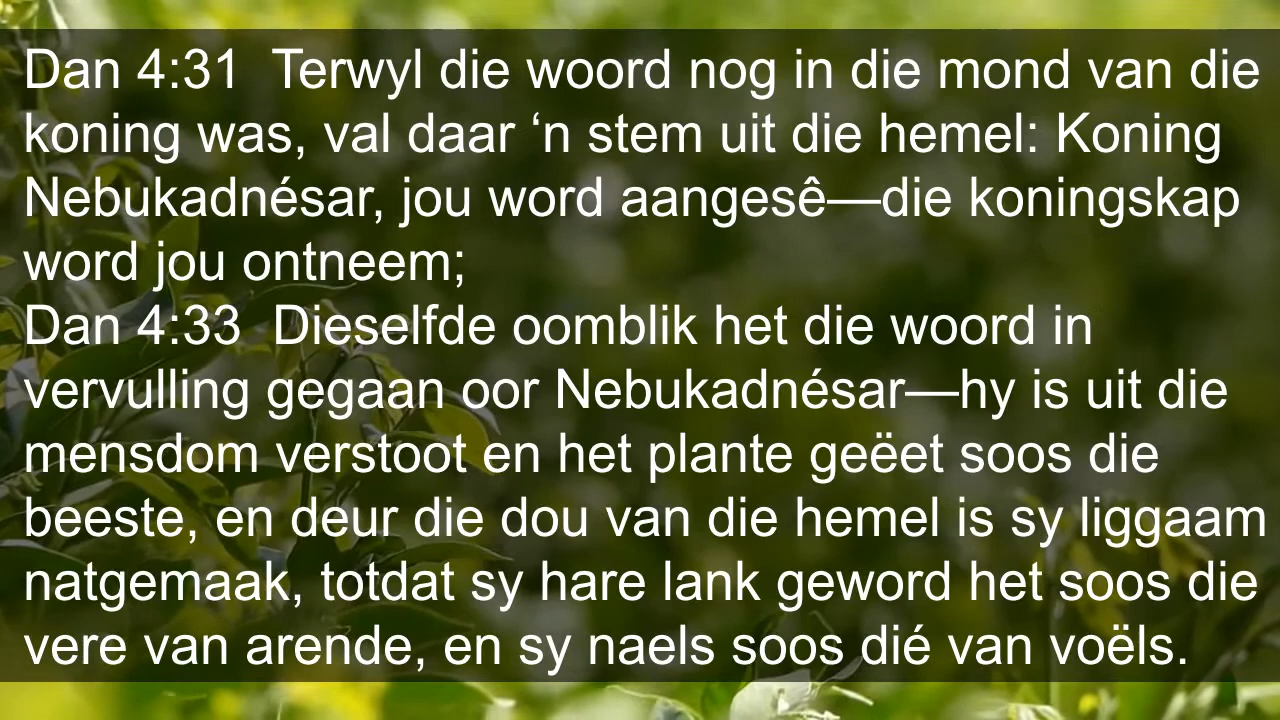 Dan 4:31  Terwyl die woord nog in die mond van die
koning was, val daar ‘n stem uit die hemel: Koning
Nebukadnésar, jou word aangesê—die koningskap
word jou ontneem;
Dan 4:33  Dieselfde oomblik het die woord in
vervulling gegaan oor Nebukadnésar—hy is uit die
mensdom verstoot en het plante geëet soos die
beeste, en deur die dou van die hemel is sy liggaam
natgemaak, totdat sy hare lank geword het soos die
vere van arende, en sy naels soos dié van voëls.